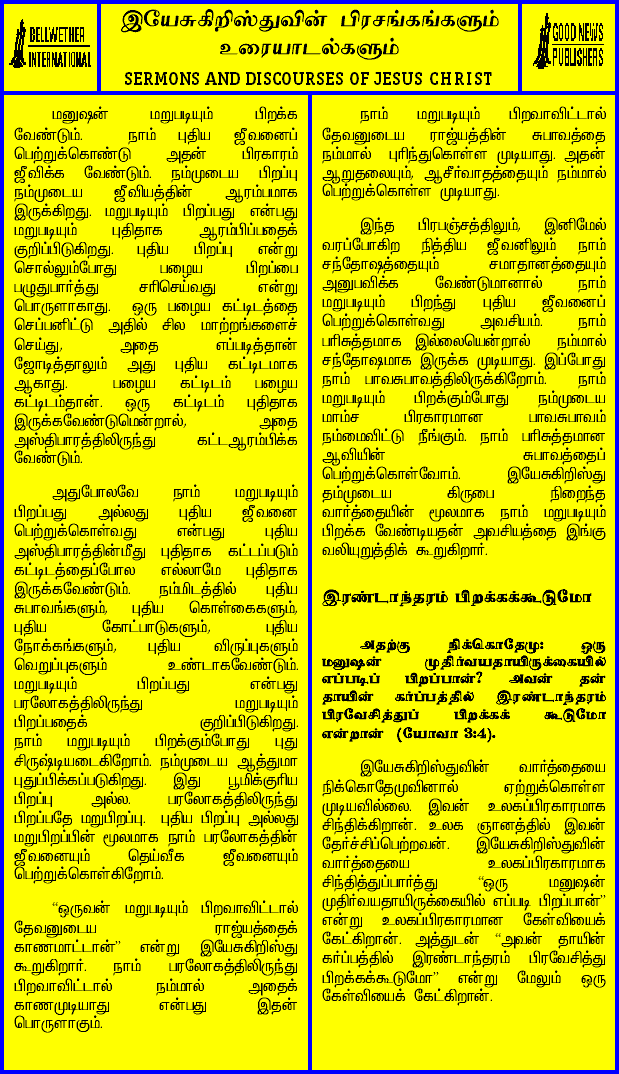 BELLWETHER
INTERNATIONAL
இயேசுகிறிஸ்துவின் பிரசங்கங்களும்
உரையாடல்களும்
SERMONS AND DISCOURSES OF JESUS CHRIST
GOOD NEWS
PUBLISHERS
மனுஷன் மறுபடியும் பிறக்க
வேண்டும். நாம் புதிய ஜீவனைப்
பெற்றுக்கொண்டு அதன் பிரகாரம்
ஜீவிக்க வேண்டும். நம்முடைய பிறப்பு
நம்முடைய ஜீவியத்தின் ஆரம்பமாக
இருக்கிறது. மறுபடியும் பிறப்பது என்பது
மறுபடியும் புதிதாக ஆரம்பிப்பதைக்
குறிப்பிடுகிறது. புதிய பிறப்பு என்று
சொல்லும்போது பழைய பிறப்பை
பழுதுபார்த்து சரிசெய்வது என்று
பொருளாகாது. ஒரு பழைய கட்டிடத்தை
செப்பனிட்டு அதில் சில மாற்றங்களைச்
செய்து, அதை எப்படித்தான்
ஜோடித்தாலும் அது புதிய கட்டிடமாக
ஆகாது. பழைய கட்டிடம் பழைய
கட்டிடம்தான். ஒரு கட்டிடம் புதிதாக
இருக்கவேண்டுமென்றால், அதை
அஸ்திபாரத்திலிருந்து கட்டஆரம்பிக்க
வேண்டும்.
அதுபோலவே நாம் மறுபடியும்
பிறப்பது அல்லது புதிய ஜீவனை
பெற்றுக்கொள்வது என்பது புதிய
அஸ்திபாரத்தின்மீது புதிதாக கட்டப்படும்
கட்டிடத்தைப்போல எல்லாமே புதிதாக
இருக்கவேண்டும். நம்மிடத்தில் புதிய
சுபாவங்களும், புதிய கொள்கைகளும்,
புதிய கோட்பாடுகளும், புதிய
நோக்கங்களும், புதிய விருப்புகளும்
வெறுப்புகளும் உண்டாகவேண்டும்.
மறுபடியும் பிறப்பது என்பது
பரலோகத்திலிருந்து மறுபடியும்
பிறப்பதைக் குறிப்பிடுகிறது.
நாம் மறுபடியும் பிறக்கும்போது புது
சிருஷ்டியடைகிறோம். நம்முடைய ஆத்துமா
புதுப்பிக்கப்படுகிறது. இது பூமிக்குரிய
பிறப்பு அல்ல. பரலோகத்திலிருந்து
பிறப்பதே மறுபிறப்பு. புதிய பிறப்பு அல்லது
மறுபிறப்பின் மூலமாக நாம் பரலோகத்தின்
ஜீவனையும் தெய்வீக ஜீவனையும்
பெற்றுக்கொள்கிறோம்.
“ஒருவன் மறுபடியும் பிறவாவிட்டால்
தேவனுடைய ராஜ்யத்தைக்
காணமாட்டான்” என்று இயேசுகிறிஸ்து
கூறுகிறார். நாம் பரலோகத்திலிருந்து
பிறவாவிட்டால் நம்மால் அதைக்
காணமுடியாது என்பது இதன்
பொருளாகும்.
நாம் மறுபடியும் பிறவாவிட்டால்
தேவனுடைய ராஜ்யத்தின் சுபாவத்தை
நம்மால் புரிந்துகொள்ள முடியாது. அதன்
ஆறுதலையும், ஆசீர்வாதத்தையும் நம்மால்
பெற்றுக்கொள்ள முடியாது.
இந்த பிரபஞ்சத்திலும், இனிமேல்
வரப்போகிற நித்திய ஜீவனிலும் நாம்
சந்தோஷத்தையும் சமாதானத்தையும்
அனுபவிக்க வேண்டுமானால் நாம்
மறுபடியும் பிறந்து புதிய ஜீவனைப்
பெற்றுக்கொள்வது அவசியம். நாம்
பரிசுத்தமாக இல்லையென்றால் நம்மால்
சந்தோஷமாக இருக்க முடியாது. இப்போது
நாம் பாவசுபாவத்திலிருக்கிறோம். நாம்
மறுபடியும் பிறக்கும்போது நம்முடைய
மாம்ச பிரகாரமான பாவசுபாவம்
நம்மைவிட்டு நீங்கும். நாம் பரிசுத்தமான
ஆவியின் சுபாவத்தைப்
பெற்றுக்கொள்வோம். இயேசுகிறிஸ்து
தம்முடைய கிருபை நிறைந்த
வார்த்தையின் மூலமாக நாம் மறுபடியும்
பிறக்க வேண்டியதன் அவசியத்தை இங்கு
வலியுறுத்திக் கூறுகிறார்.
இரண்டாந்தரம் பிறக்கக்கூடுமோ
அதற்கு நிக்கொதேமு: ஒரு
மனுஷன் முதிர்வயதாயிருக்கையில்
எப்படிப் பிறப்பான்? அவன் தன்
தாயின் கர்ப்பத்தில் இரண்டாந்தரம்
பிரவேசித்துப் பிறக்கக் கூடுமோ
என்றான் (யோவா 3:4).
இயேசுகிறிஸ்துவின் வார்த்தையை
நிக்கொதேமுவினால் ஏற்றுக்கொள்ள
முடியவில்லை. இவன் உலகப்பிரகாரமாக
சிந்திக்கிறான். உலக ஞானத்தில் இவன்
தேர்ச்சிப்பெற்றவன். இயேசுகிறிஸ்துவின்
வார்த்தையை உலகப்பிரகாரமாக
சிந்தித்துப்பார்த்து “ஒரு மனுஷன்
முதிர்வயதாயிருக்கையில் எப்படி பிறப்பான்”
என்று உலகப்பிரகாரமான கேள்வியைக்
கேட்கிறான். அத்துடன் “அவன் தாயின்
கர்ப்பத்தில் இரண்டாந்தரம் பிரவேசித்து
பிறக்கக்கூடுமோ” என்று மேலும் ஒரு
கேள்வியைக் கேட்கிறான்.